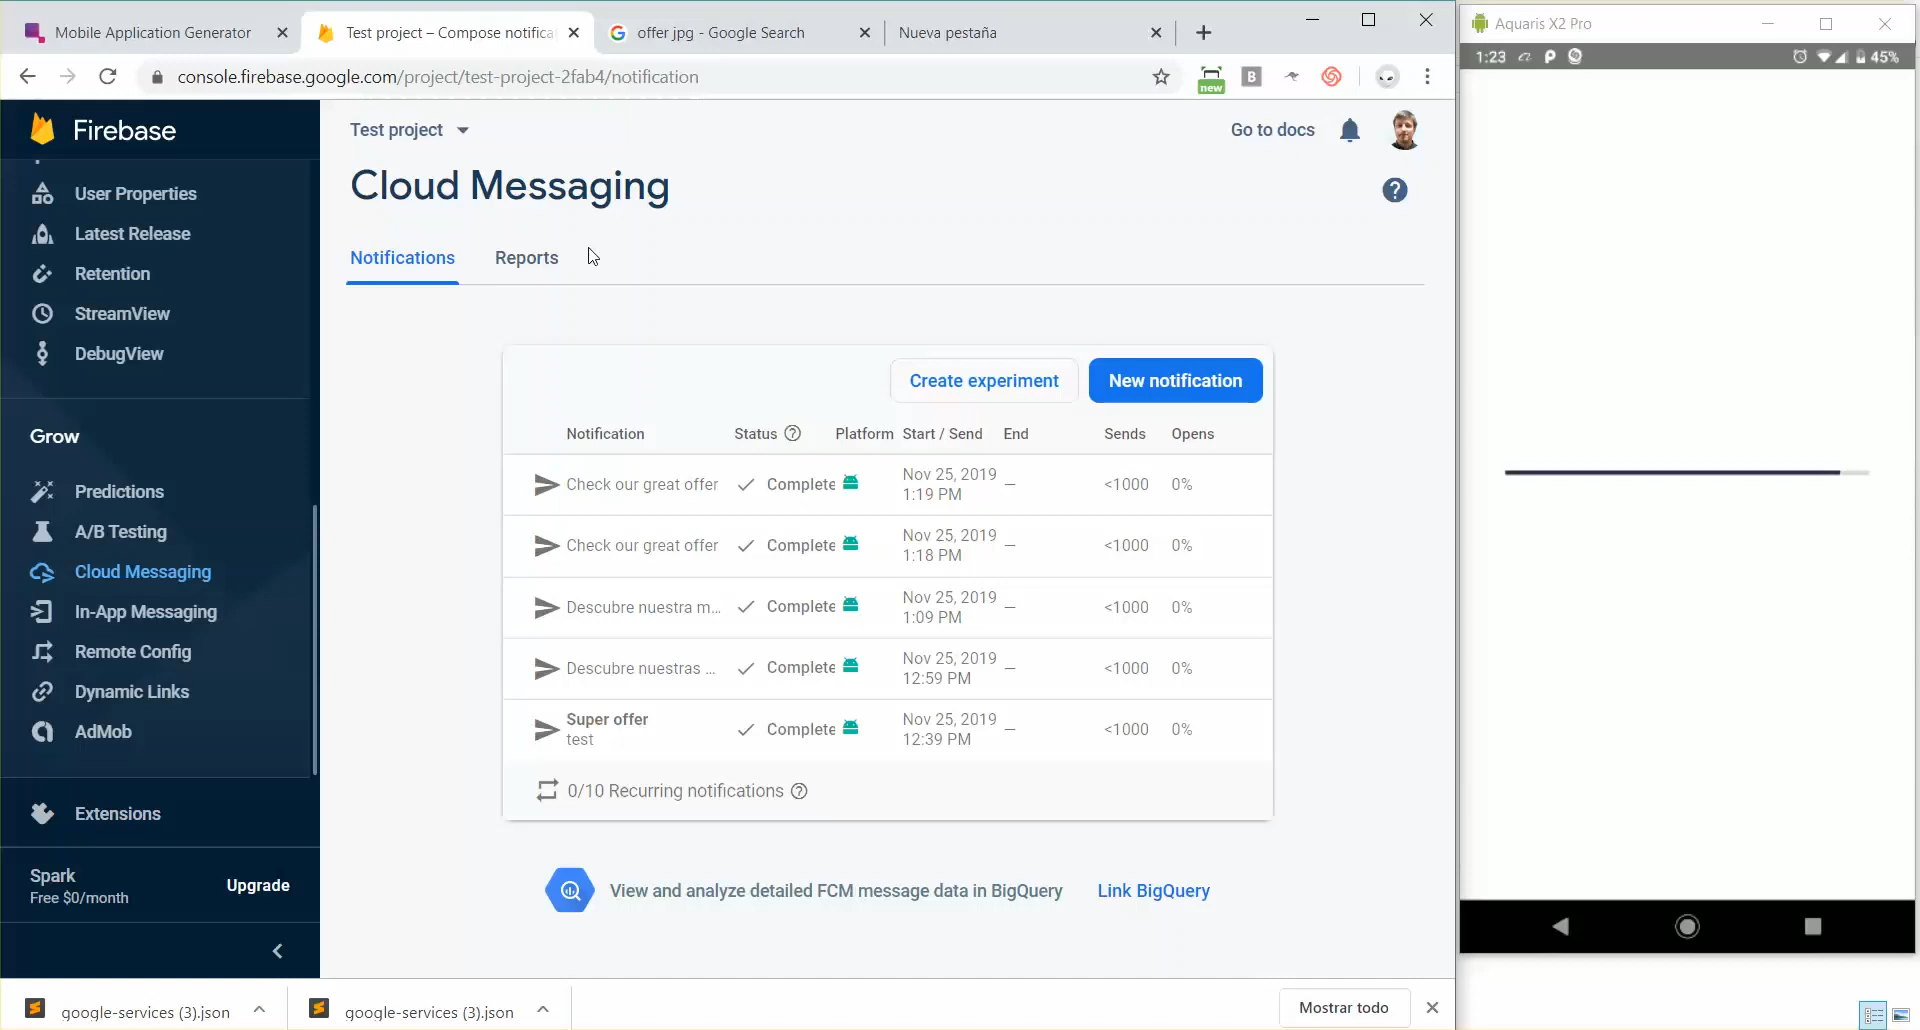 Mobile Application Generator
Test project – Compose notifica
offer jpg - Google Search
Nueva pestaña
Aquaris X2 Pro
console.firebase.google.com/project/test-project-2fab4/notification
new
B
1:23
45%
Firebase
User Properties
Latest Release
Retention
StreamView
DebugView
Grow
Predictions
A/B Testing
Cloud Messaging
In-App Messaging
Remote Config
Dynamic Links
AdMob
Extensions
Spark
Free $0/month
Upgrade
Test project
Go to docs
Cloud Messaging
Notifications
Reports
Create experiment
New notification
Notification Status Platform Start / Send End Sends Opens
Check our great offer Complete Nov 25, 2019 1:19 PM — <1000 0%
Check our great offer Complete Nov 25, 2019 1:18 PM — <1000 0%
Descubre nuestra m... Complete Nov 25, 2019 1:09 PM — <1000 0%
Descubre nuestras ... Complete Nov 25, 2019 12:59 PM — <1000 0%
Super offer test Complete Nov 25, 2019 12:39 PM — <1000 0%
0/10 Recurring notifications
View and analyze detailed FCM message data in BigQuery
Link BigQuery
google-services (3).json
google-services (3).json
Mostrar todo